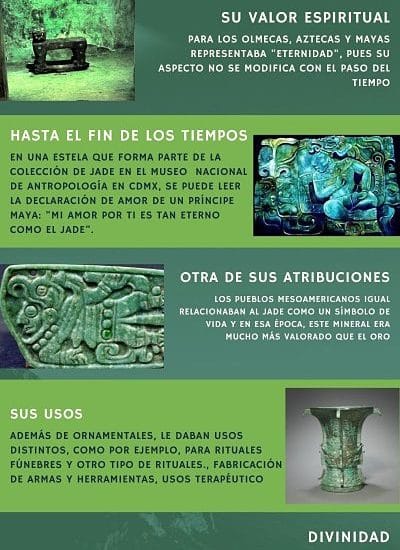 SU VALOR ESPIRITUAL
PARA LOS OLMECAS, AZTECAS Y MAYAS
REPRESENTABA "ETERNIDAD", PUES SU
ASPECTO NO SE MODIFICA CON EL PASO DEL
TIEMPO
HASTA EL FIN DE LOS TIEMPOS
EN UNA ESTELA QUE FORMA PARTE DE LA
COLECCIÓN DE JADE EN EL MUSEO NACIONAL
DE ANTROPOLOGÍA EN CDMX, SE PUEDE LEER
LA DECLARACIÓN DE AMOR DE UN PRÍNCIPE
MAYA: "MI AMOR POR TI ES TAN ETERNO
COMO EL JADE".
OTRA DE SUS ATRIBUCIONES
LOS PUEBLOS MESOAMERICANOS IGUAL
RELACIONABAN AL JADE COMO UN SÍMBOLO DE
VIDA Y EN ESA ÉPOCA, ESTE MINERAL ERA
MUCHO MÁS VALORADO QUE EL ORO
SUS USOS
ADEMÁS DE ORNAMENTALES, LE DABAN USOS
DISTINTOS, COMO POR EJEMPLO, PARA RITUALES
FÚNEBRES Y OTRO TIPO DE RITUALES., FABRICACIÓN
DE ARMAS Y HERRAMIENTAS, USOS TERAPÉUTICO
DIVINIDAD